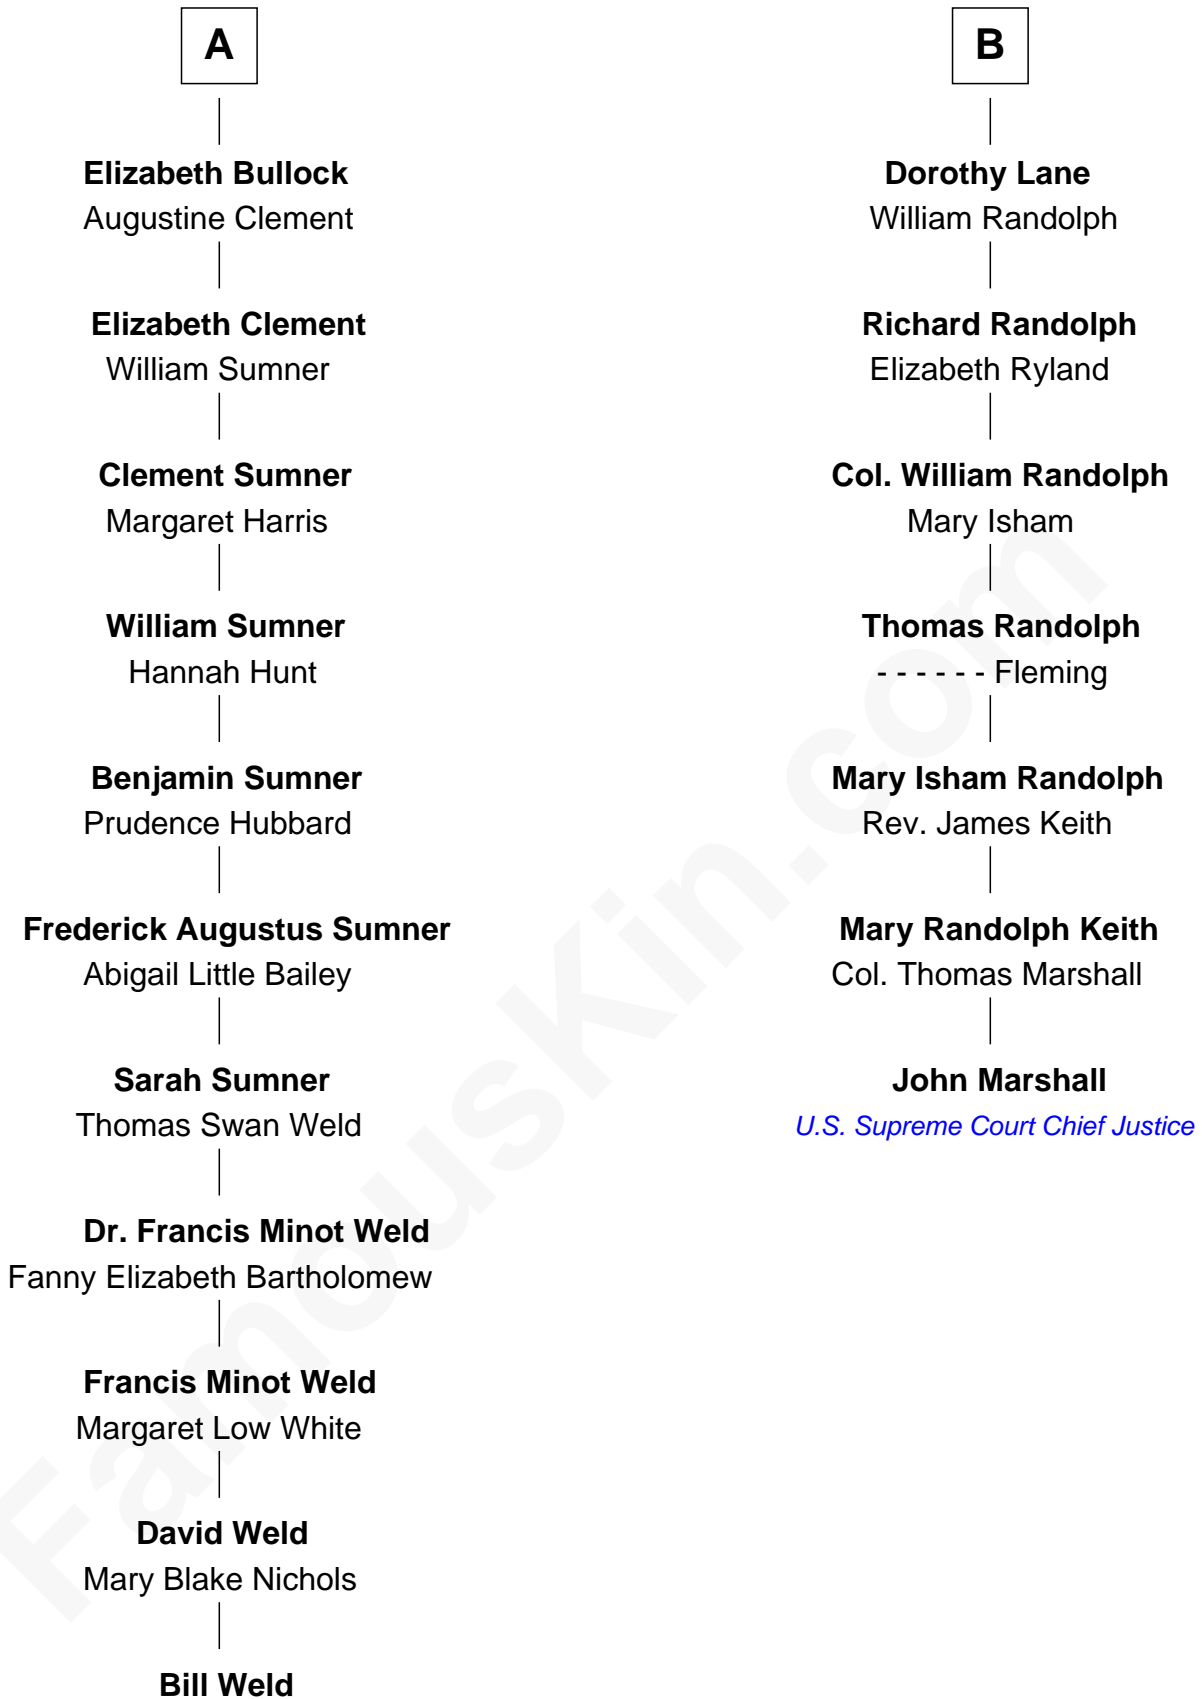 A
Elizabeth Bullock
Augustine Clement
Elizabeth Clement
William Sumner
Clement Sumner
Margaret Harris
William Sumner
Hannah Hunt
Benjamin Sumner
Prudence Hubbard
Frederick Augustus Sumner
Abigail Little Bailey
Sarah Sumner
Thomas Swan Weld
Dr. Francis Minot Weld
Fanny Elizabeth Bartholomew
Francis Minot Weld
Margaret Low White
David Weld
Mary Blake Nichols
Bill Weld
B
Dorothy Lane
William Randolph
Richard Randolph
Elizabeth Ryland
Col. William Randolph
Mary Isham
Thomas Randolph
- - - - - - Fleming
Mary Isham Randolph
Rev. James Keith
Mary Randolph Keith
Col. Thomas Marshall
John Marshall
U.S. Supreme Court Chief Justice
FamousKin.com